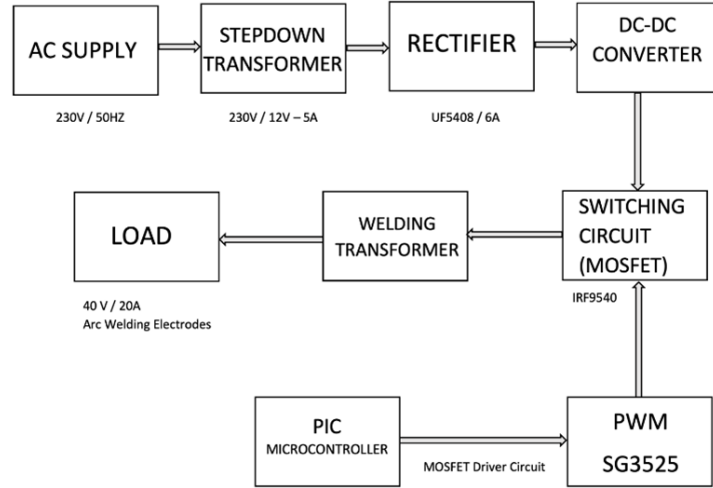 AC SUPPLY
STEPDOWN
TRANSFORMER
RECTIFIER
DC-DC
CONVERTER
230V / 50HZ
230V / 12V – 5A
UF5408 / 6A
LOAD
WELDING
TRANSFORMER
SWITCHING
CIRCUIT
(MOSFET)
40 V / 20A
Arc Welding Electrodes
IRF9540
PIC
MICROCONTROLLER
MOSFET Driver Circuit
PWM
SG3525